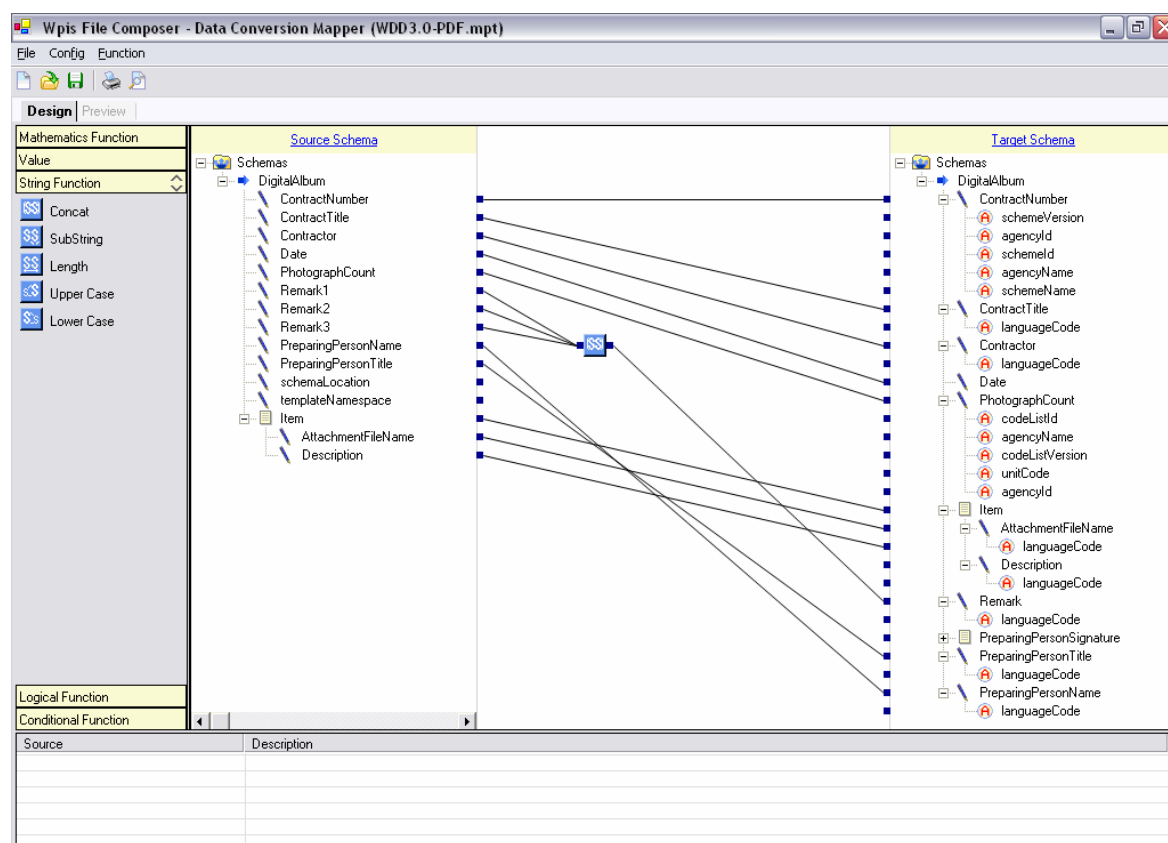 Wpis File Composer - Data Conversion Mapper (WDD3.0-PDF.mpt)
File Config Function
Design Preview
Mathematics Function
Value
String Function
Concat
SubString
Length
Upper Case
Lower Case
Logical Function
Conditional Function
Source Schema
Schemas
DigitalAlbum
ContractNumber
ContractTitle
Contractor
Date
PhotographCount
Remark1
Remark2
Remark3
PreparingPersonName
PreparingPersonTitle
schemaLocation
templateNamespace
Item
AttachmentFileName
Description
Target Schema
Schemas
DigitalAlbum
ContractNumber
schemeVersion
agencyId
schemeId
agencyName
schemeName
ContractTitle
languageCode
Contractor
languageCode
Date
PhotographCount
codeListId
agencyName
codeListVersion
unitCode
agencyId
Item
AttachmentFileName
languageCode
Description
languageCode
Remark
languageCode
PreparingPersonSignature
PreparingPersonTitle
languageCode
PreparingPersonName
languageCode
Source Description